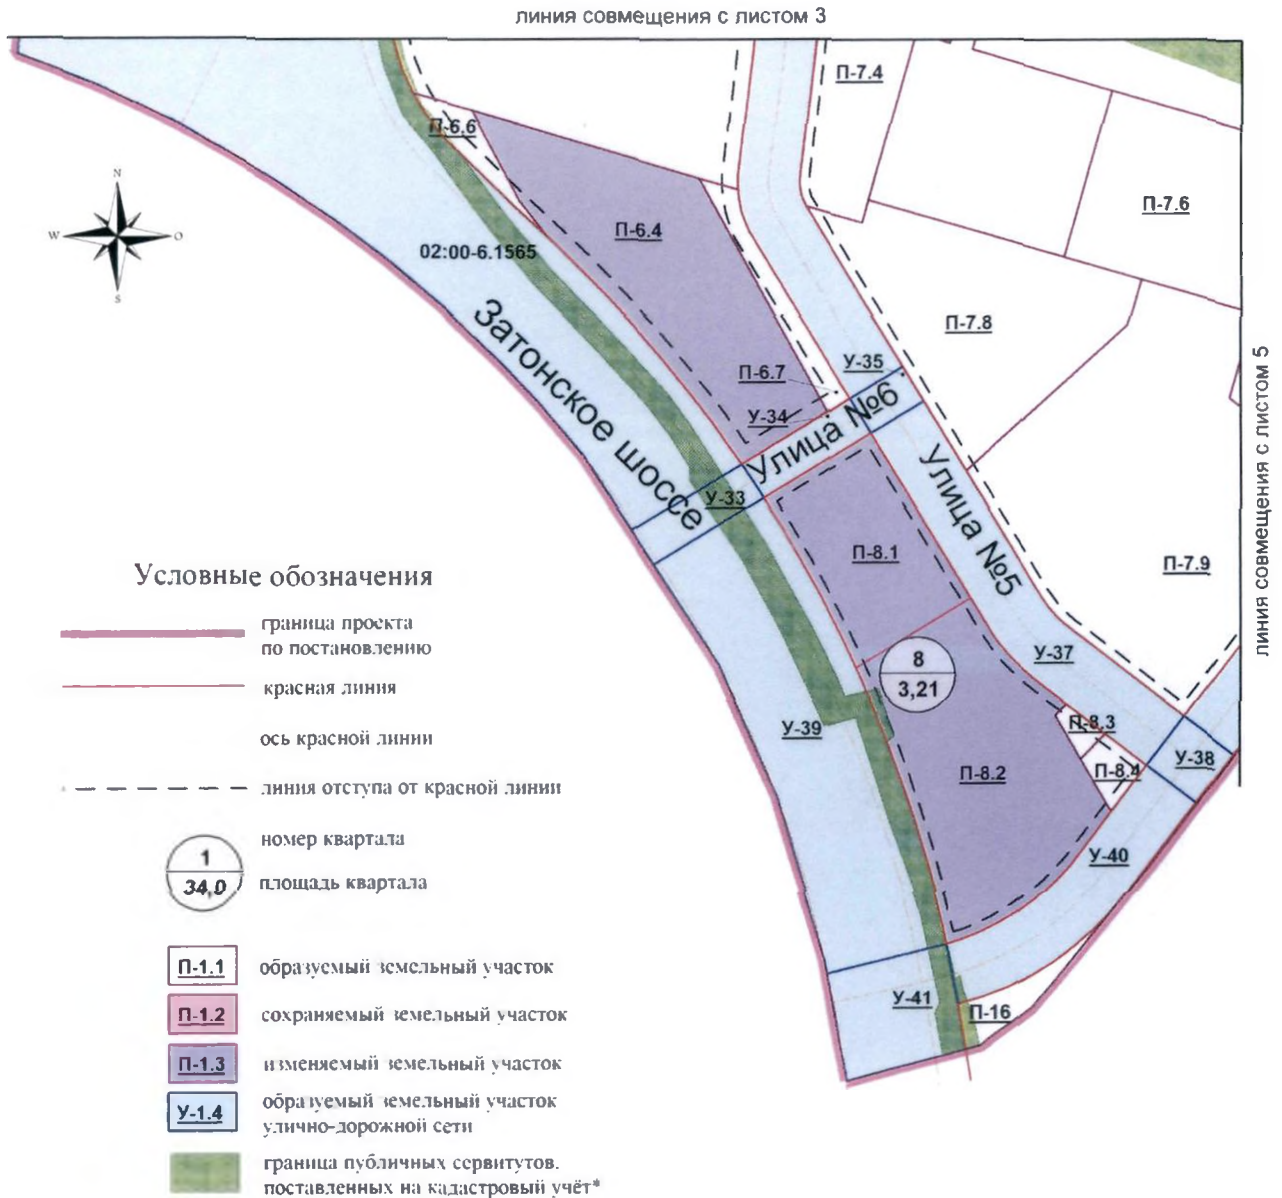 линия совмещения с листом 3
П-7.4
П-6.6
N
W
O
S
П-7.6
П-6.4
02:00-6.1565
Затонское шоссе
П-7.8
линия совмещения с листом 5
У-35
П-6.7
У-34
Улица №6
У-33
Улица №5
П-8.1
П-7.9
8
3,21
У-37
П-8.3
У-39
У-38
П-8.2
П-8.4
У-40
У-41
П-16
Условные обозначения
граница проекта
по постановлению
красная линия
ось красной линии
линия отступа от красной линии
1
34,0
номер квартала
площадь квартала
П-1.1
образуемый земельный участок
П-1.2
сохраняемый земельный участок
П-1.3
изменяемый земельный участок
У-1.4
образуемый земельный участок
улично-дорожной сети
граница публичных сервитутов,
поставленных на кадастровый учёт*